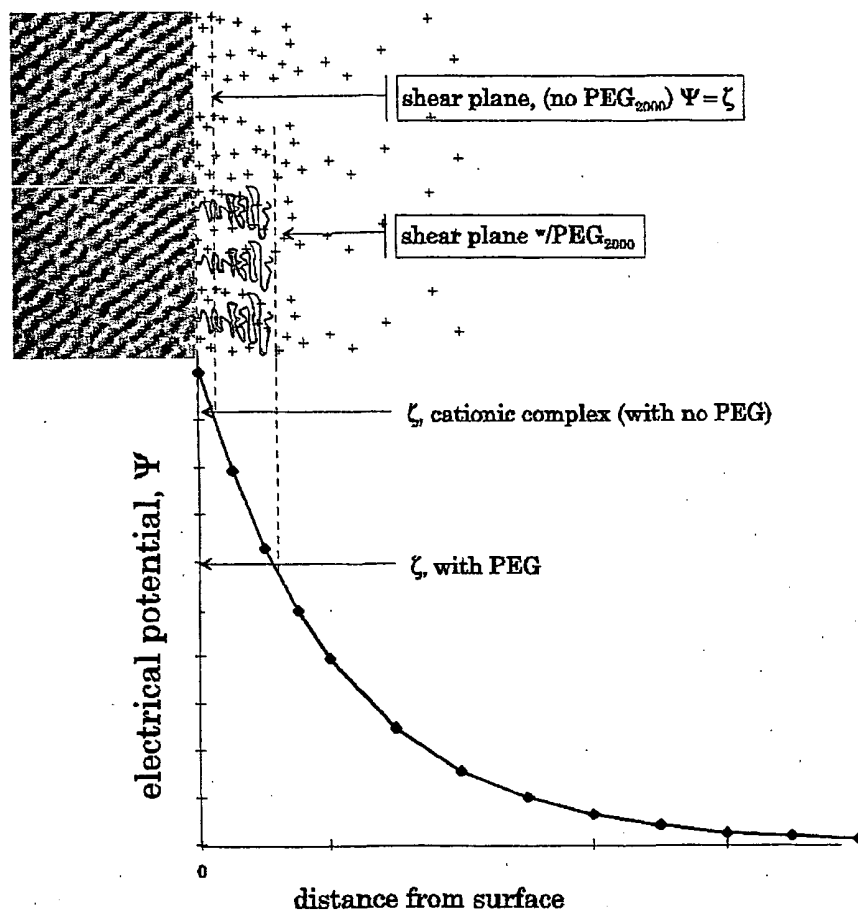 shear plane, (no PEG2000) Ψ=ζ
shear plane w/PEG2000
ζ, cationic complex (with no PEG)
ζ, with PEG
electrical potential, Ψ
0
distance from surface